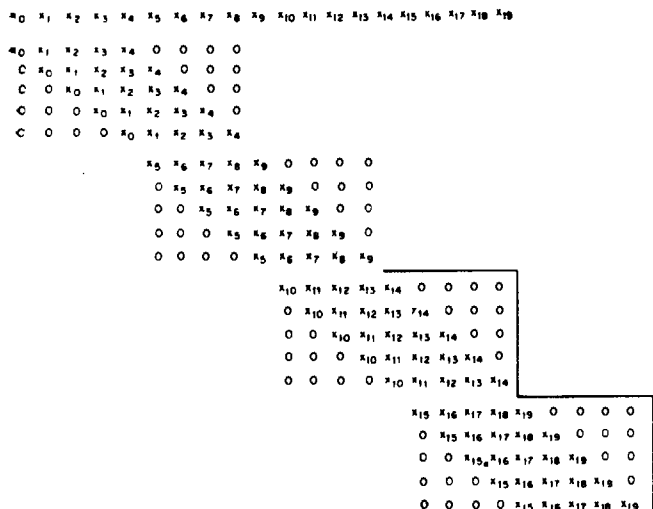 x₀ x₁ x₂ x₃ x₄ x₅ x₆ x₇ x₈ x₉ x₁₀ x₁₁ x₁₂ x₁₃ x₁₄ x₁₅ x₁₆ x₁₇ x₁₈ x₁₉
x₀ x₁ x₂ x₃ x₄ 0 0 0 0
0 x₀ x₁ x₂ x₃ x₄ 0 0 0
0 0 x₀ x₁ x₂ x₃ x₄ 0 0
0 0 0 x₀ x₁ x₂ x₃ x₄ 0
0 0 0 0 x₀ x₁ x₂ x₃ x₄
x₅ x₆ x₇ x₈ x₉ 0 0 0 0
0 x₅ x₆ x₇ x₈ x₉ 0 0 0
0 0 x₅ x₆ x₇ x₈ x₉ 0 0
0 0 0 x₅ x₆ x₇ x₈ x₉ 0
0 0 0 0 x₅ x₆ x₇ x₈ x₉
x₁₀ x₁₁ x₁₂ x₁₃ x₁₄ 0 0 0 0
0 x₁₀ x₁₁ x₁₂ x₁₃ x₁₄ 0 0 0
0 0 x₁₀ x₁₁ x₁₂ x₁₃ x₁₄ 0 0
0 0 0 x₁₀ x₁₁ x₁₂ x₁₃ x₁₄ 0
0 0 0 0 x₁₀ x₁₁ x₁₂ x₁₃ x₁₄
x₁₅ x₁₆ x₁₇ x₁₈ x₁₉ 0 0 0 0
0 x₁₅ x₁₆ x₁₇ x₁₈ x₁₉ 0 0 0
0 0 x₁₅ x₁₆ x₁₇ x₁₈ x₁₉ 0 0
0 0 0 x₁₅ x₁₆ x₁₇ x₁₈ x₁₉ 0
0 0 0 0 x₁₅ x₁₆ x₁₇ x₁₈ x₁₉